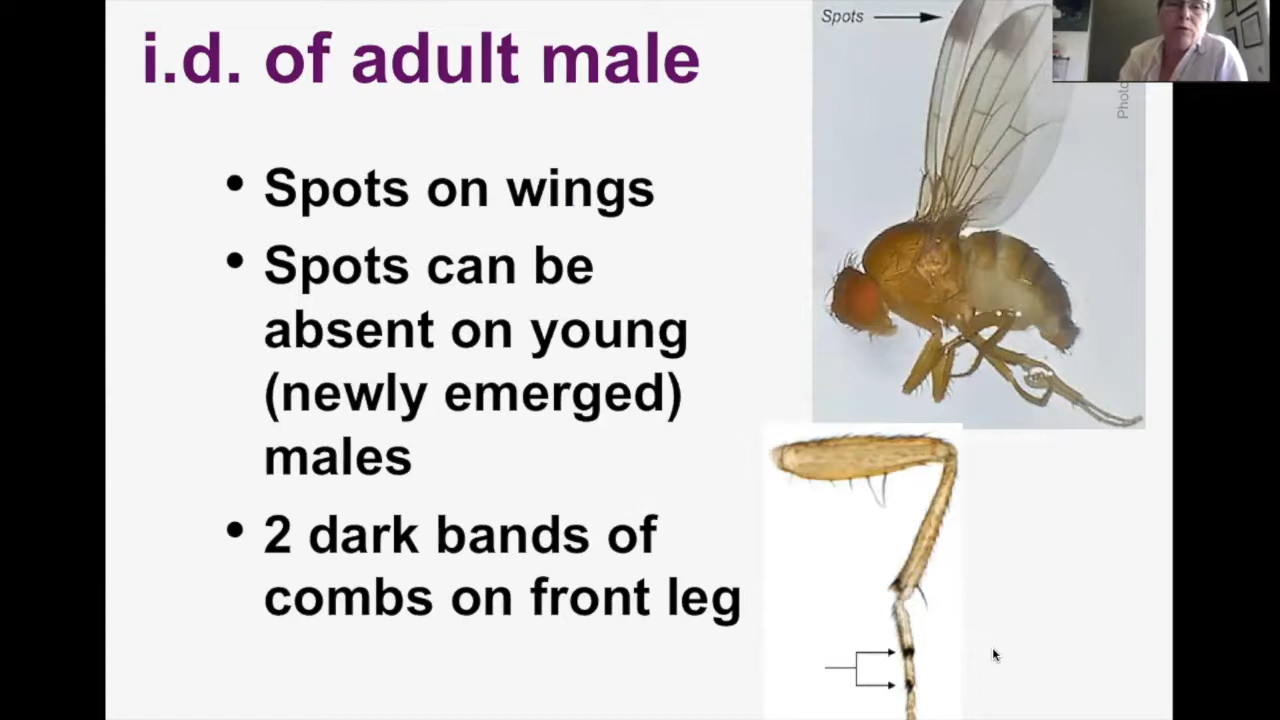 i.d. of adult male
Spots
• Spots on wings
• Spots can be
absent on young
(newly emerged)
males
• 2 dark bands of
combs on front leg